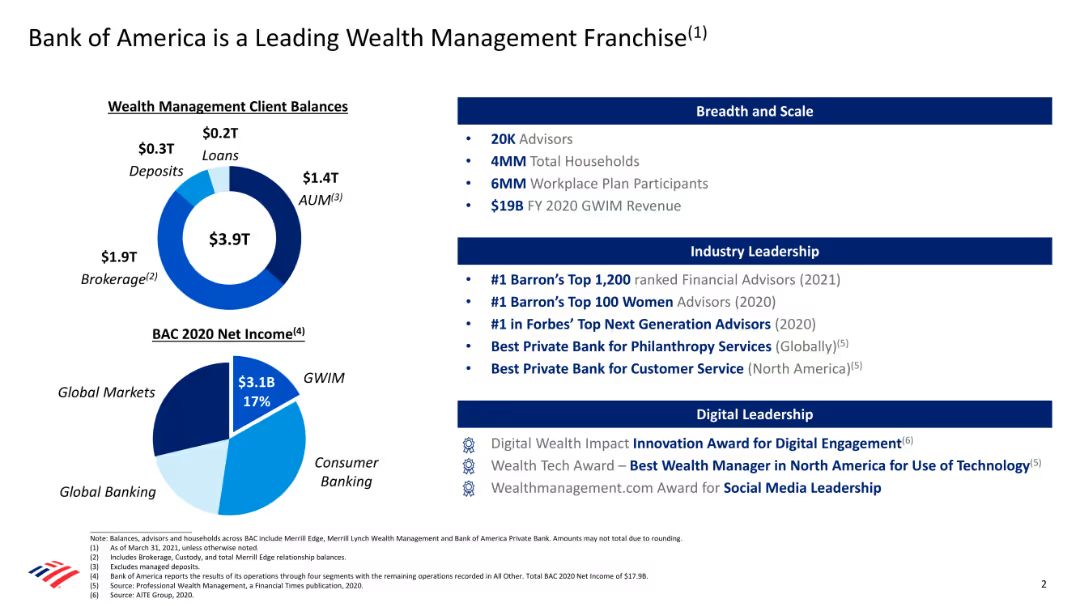 Bank of America is a Leading Wealth Management Franchise(1)
Wealth Management Client Balances
$0.2T
Loans
$0.3T
Deposits
$1.4T
AUM(3)
$3.9T
$1.9T
Brokerage(2)
BAC 2020 Net Income(4)
Global Markets
$3.1B
17%
GWIM
Consumer
Banking
Global Banking
Breadth and Scale
• 20K Advisors
• 4MM Total Households
• 6MM Workplace Plan Participants
• $19B FY 2020 GWIM Revenue
Industry Leadership
• #1 Barron's Top 1,200 ranked Financial Advisors (2021)
• #1 Barron's Top 100 Women Advisors (2020)
• #1 in Forbes' Top Next Generation Advisors (2020)
• Best Private Bank for Philanthropy Services (Globally)(5)
• Best Private Bank for Customer Service (North America)(5)
Digital Leadership
Digital Wealth Impact Innovation Award for Digital Engagement(6)
Wealth Tech Award – Best Wealth Manager in North America for Use of Technology(5)
Wealthmanagement.com Award for Social Media Leadership
Note: Balances, advisors and households across BAC include Merrill Edge, Merrill Lynch Wealth Management and Bank of America Private Bank. Amounts may not total due to rounding.
(1) As of March 31, 2021, unless otherwise noted.
(2) Includes Brokerage, Custody, and total Merrill Edge relationship balances.
(3) Excludes managed deposits.
(4) Bank of America reports the results of its operations through four segments with the remaining operations recorded in All Other. Total BAC 2020 Net Income of $17.9B.
(5) Source: Professional Wealth Management, a Financial Times publication, 2020.
(6) Source: AITE Group, 2020.
2